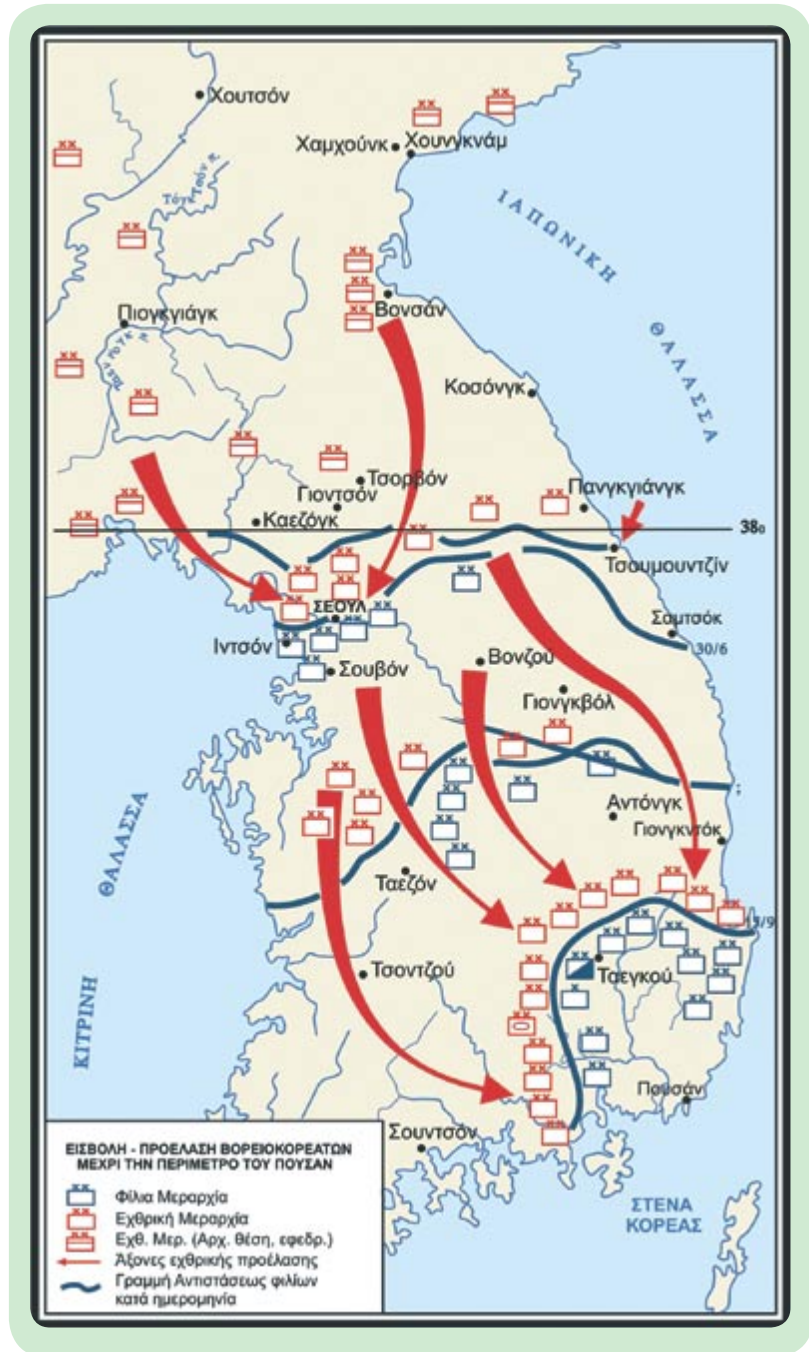 Χουτσόν
Χαμχούνκ
Χουνγκνάμ
ΙΑΠΩΝΙΚΗ
ΘΑΛΑΣΣΑ
Πιογκγιάγκ
Βονσάν
Κοσόνγκ
Τσορβόν
Γιοντσόν
Πανγκγιάνγκ
Καεζόγκ
38ο
Τσουμουντζίν
ΣΕΟΥΛ
Σαμτσόκ
30/6
Ιντσόν
Σουβόν
Βονζού
Γιονγκβόλ
Αντόνγκ
Γιονγκντόκ
ΚΙΤΡΙΝΗ
ΘΑΛΑΣΣΑ
Ταεζόν
Τσοντζού
Ταεγκού
Πουσάν
Σουντσόν
ΣΤΕΝΑ
ΚΟΡΕΑΣ
ΕΙΣΒΟΛΗ - ΠΡΟΕΛΑΣΗ ΒΟΡΕΙΟΚΟΡΕΑΤΩΝ
ΜΕΧΡΙ ΤΗΝ ΠΕΡΙΜΕΤΡΟ ΤΟΥ ΠΟΥΣΑΝ
Φίλια Μεραρχία
Εχθρική Μεραρχία
Εχθ. Μερ. (Αρχ. θέση, εφεδρ.)
Άξονες εχθρικής προέλασης
Γραμμή Αντιστάσεως φιλίων
κατά ημερομηνία